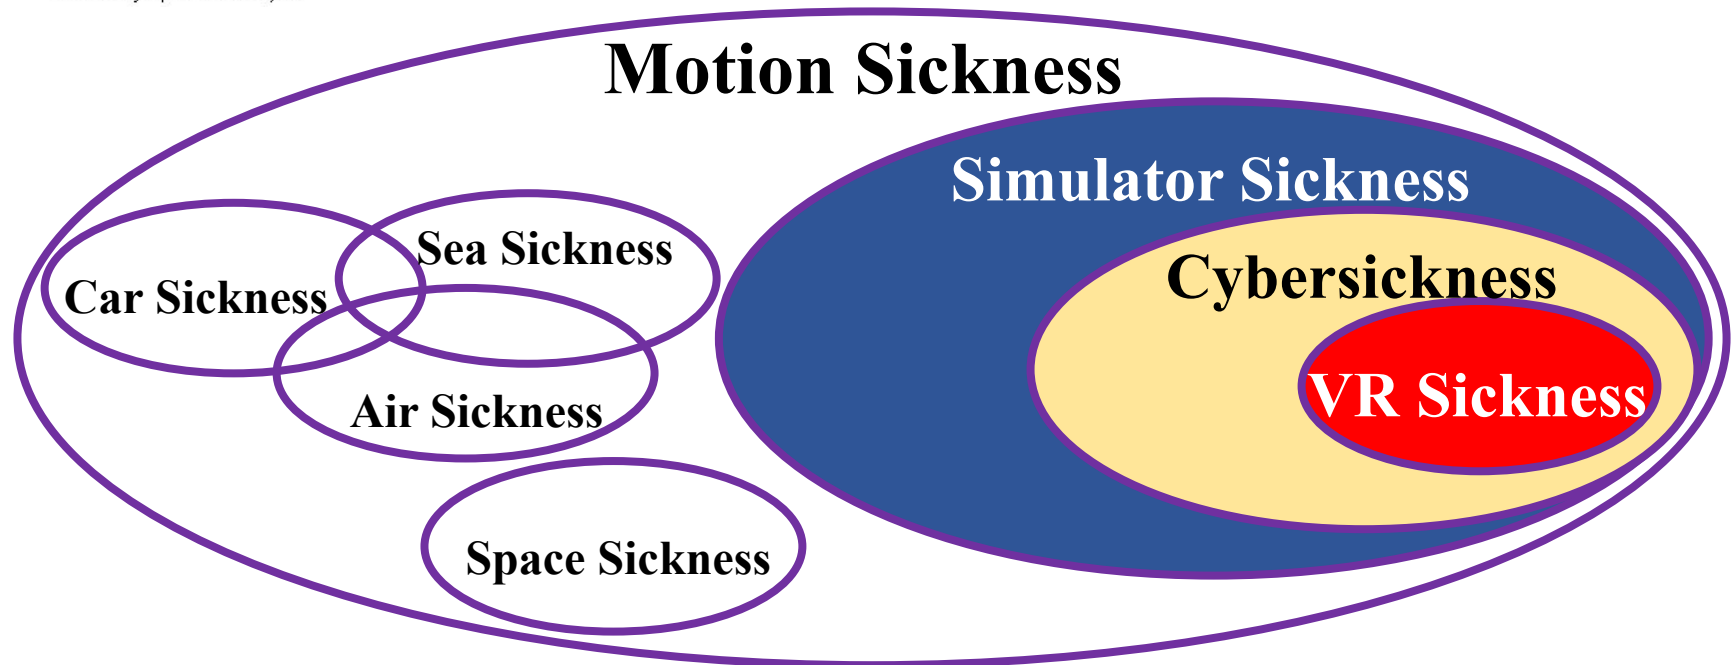 Motion Sickness
Simulator Sickness
Sea Sickness
Cybersickness
Car Sickness
VR Sickness
Air Sickness
Space Sickness